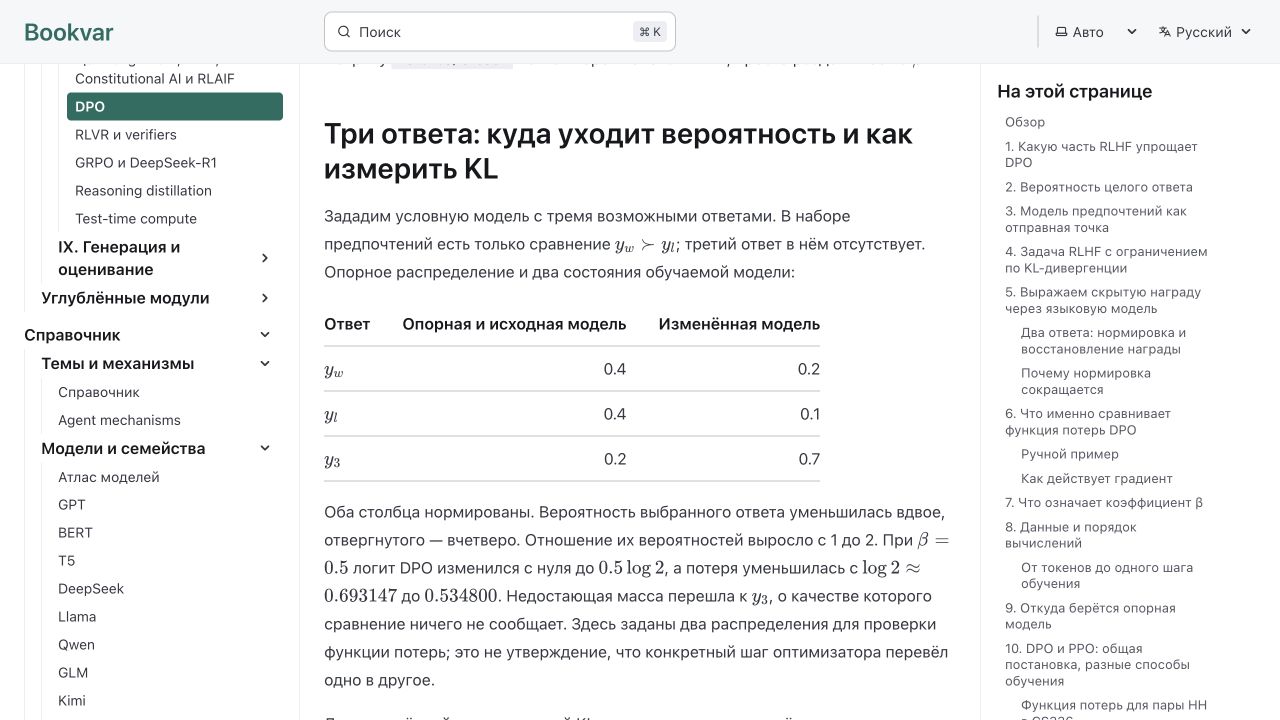 Bookvar
Поиск
⌘ K
Авто
Русский
Constitutional AI и RLAIF
DPO
RLVR и verifiers
GRPO и DeepSeek-R1
Reasoning distillation
Test-time compute
IX. Генерация и
оценивание
Углублённые модули
Справочник
Темы и механизмы
Справочник
Agent mechanisms
Модели и семейства
Атлас моделей
GPT
BERT
T5
DeepSeek
Llama
Qwen
GLM
Kimi
Три ответа: куда уходит вероятность и как
измерить KL
Зададим условную модель с тремя возможными ответами. В наборе
предпочтений есть только сравнение y_w ≻ y_l; третий ответ в нём отсутствует.
Опорное распределение и два состояния обучаемой модели:
Ответ Опорная и исходная модель Изменённая модель
y_w 0.4 0.2
y_l 0.4 0.1
y_3 0.2 0.7
Оба столбца нормированы. Вероятность выбранного ответа уменьшилась вдвое,
отвергнутого — вчетверо. Отношение их вероятностей выросло с 1 до 2. При β =
0.5 логит DPO изменился с нуля до 0.5 log 2, а потеря уменьшилась с log 2 ≈
0.693147 до 0.534800. Недостающая масса перешла к y_3, о качестве которого
сравнение ничего не сообщает. Здесь заданы два распределения для проверки
функции потерь; это не утверждение, что конкретный шаг оптимизатора перевёл
одно в другое.
На этой странице
Обзор
1. Какую часть RLHF упрощает
DPO
2. Вероятность целого ответа
3. Модель предпочтений как
отправная точка
4. Задача RLHF с ограничением
по KL-дивергенции
5. Выражаем скрытую награду
через языковую модель
Два ответа: нормировка и
восстановление награды
Почему нормировка
сокращается
6. Что именно сравнивает
функция потерь DPO
Ручной пример
Как действует градиент
7. Что означает коэффициент β
8. Данные и порядок
вычислений
От токенов до одного шага
обучения
9. Откуда берётся опорная
модель
10. DPO и PPO: общая
постановка, разные способы
обучения
Функция потерь для пары HH